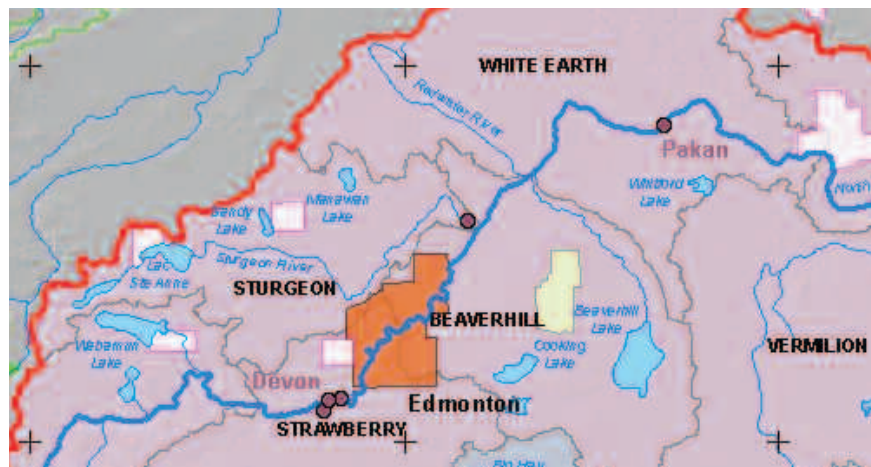 WHITE EARTH
Redwater River
Pakan
Whitford
Lake
North
Manawan
Lake
Sandy
Lake
Sturgeon River
Lac
Ste Anne
STURGEON
BEAVERHILL
Beaverhill
Lake
Wabamun
Lake
Cooking
Lake
VERMILION
Devon
Edmonton
STRAWBERRY